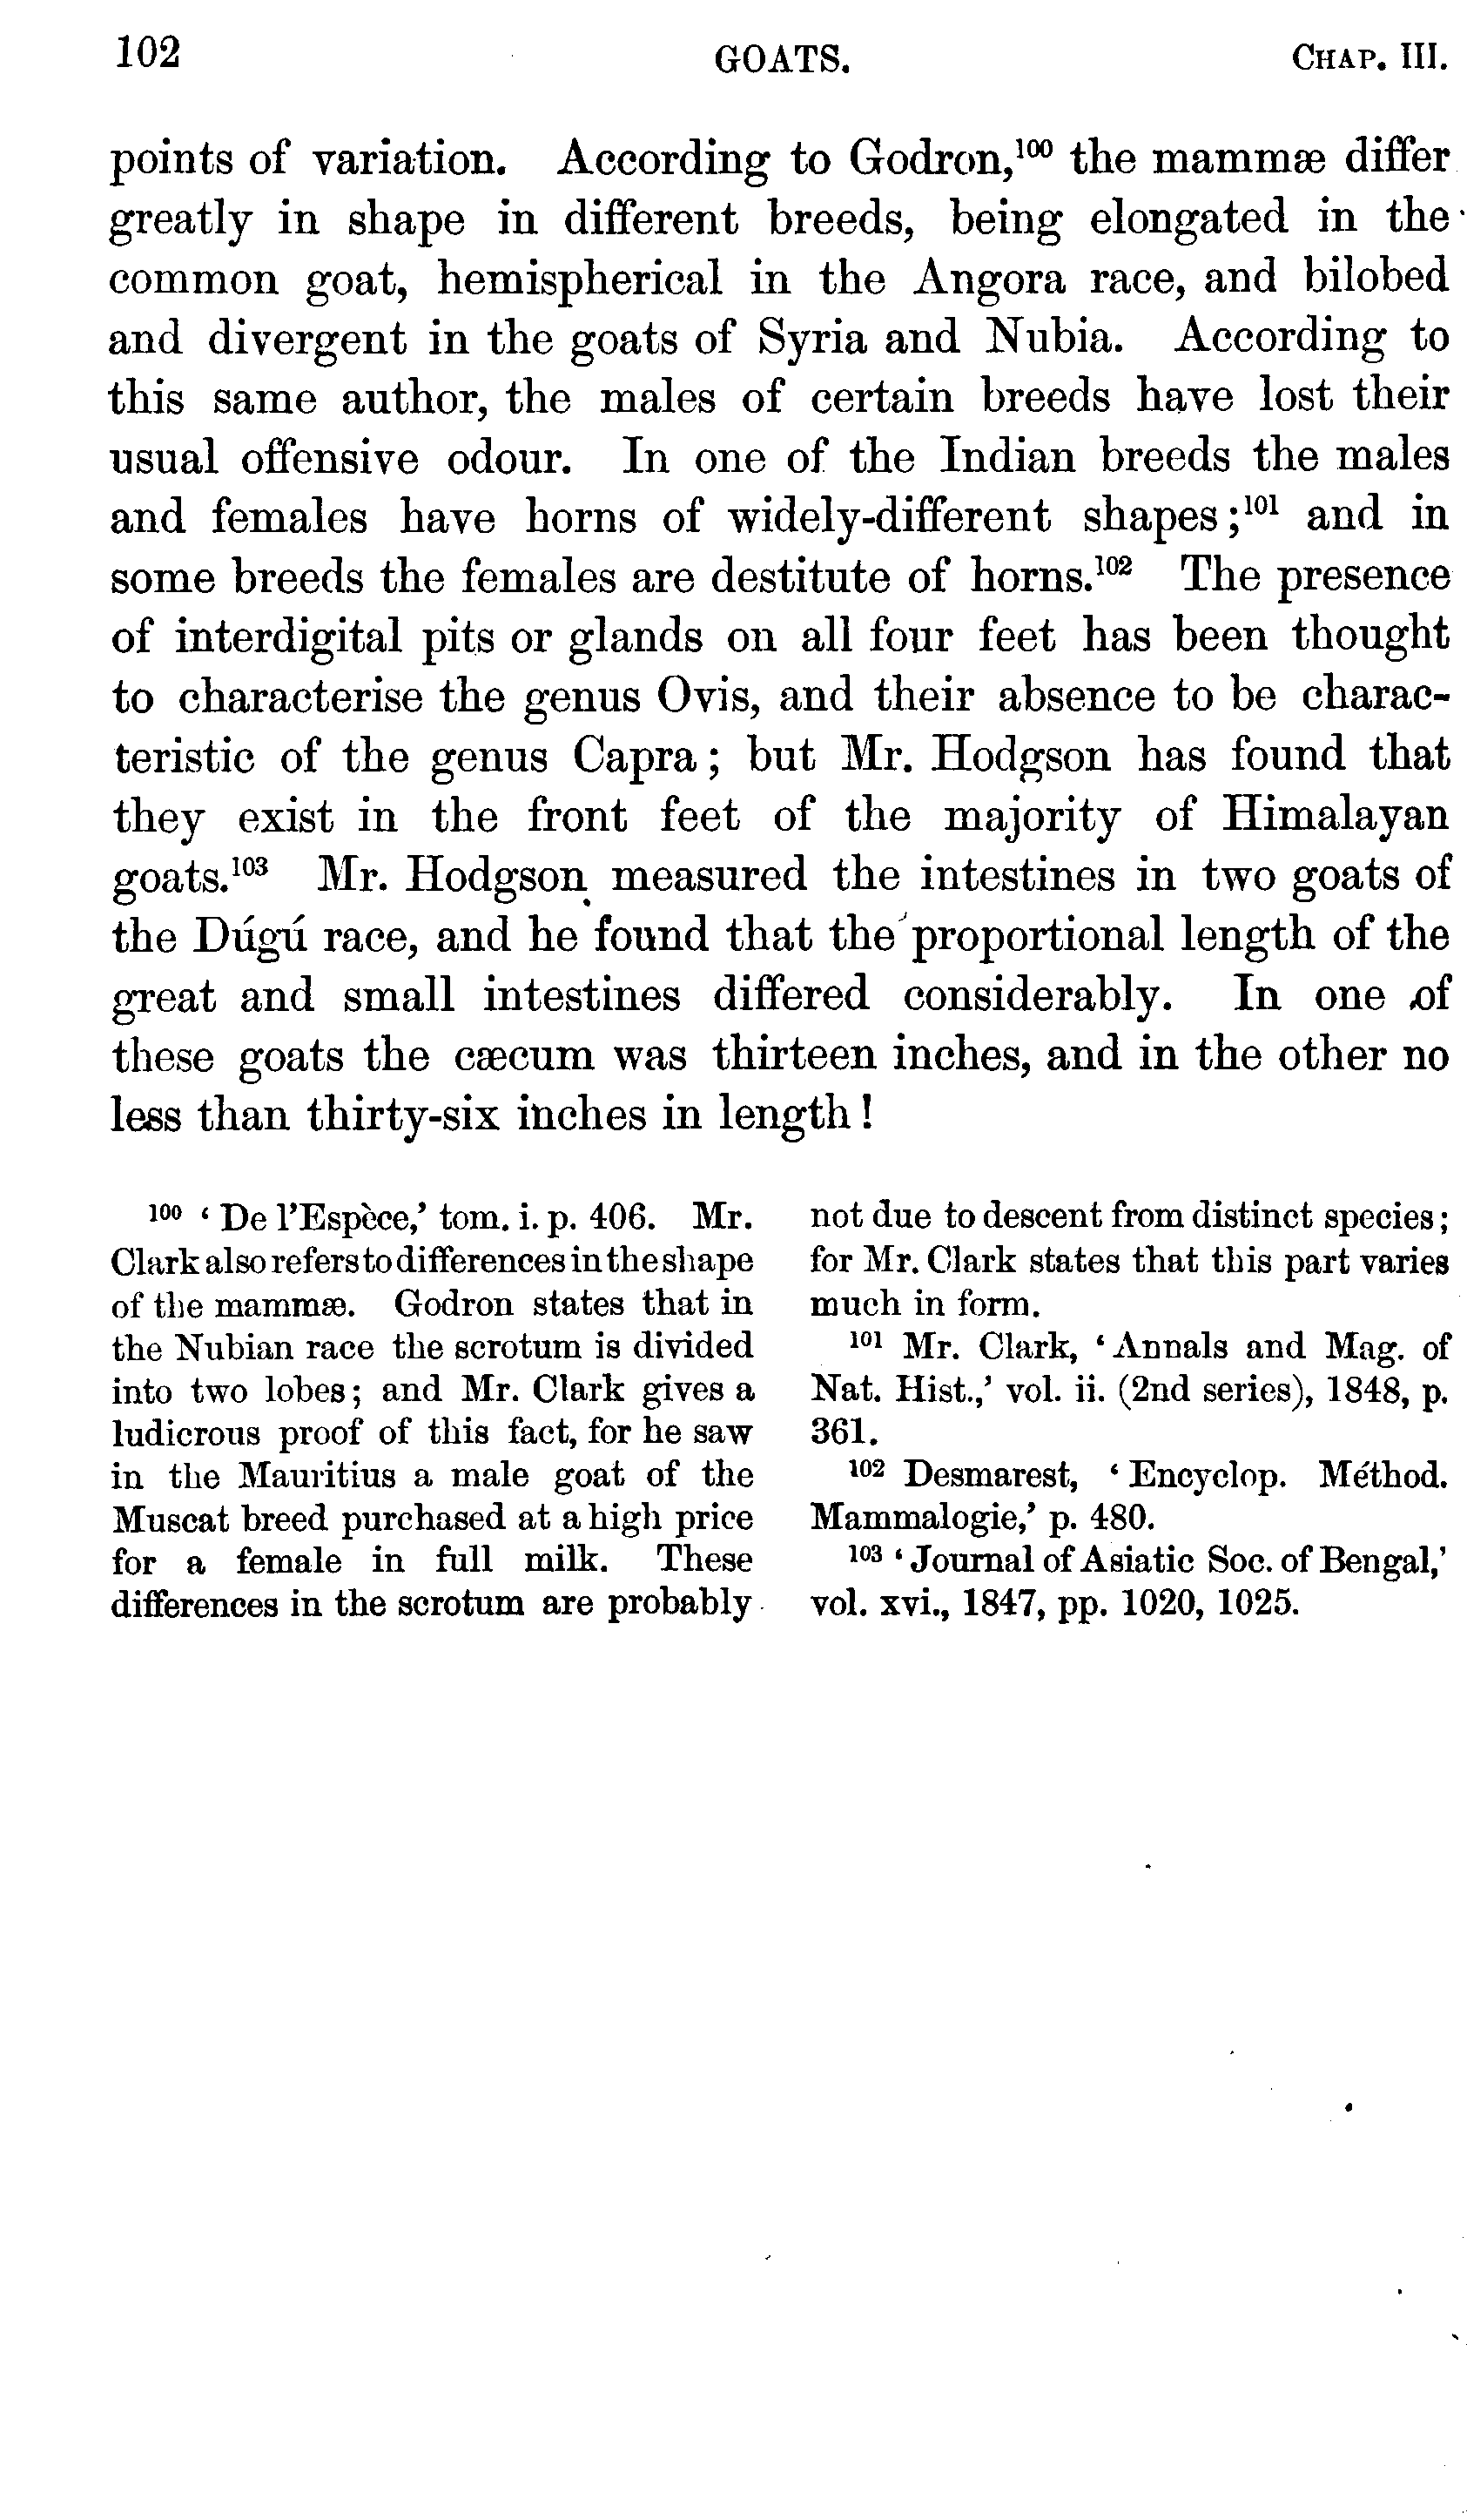 102 GOATS. CHAP. III.
points of variation. According to Godron,¹⁰⁰ the mammæ differ
greatly in shape in different breeds, being elongated in the
common goat, hemispherical in the Angora race, and bilobed
and divergent in the goats of Syria and Nubia. According to
this same author, the males of certain breeds have lost their
usual offensive odour. In one of the Indian breeds the males
and females have horns of widely-different shapes;¹⁰¹ and in
some breeds the females are destitute of horns.¹⁰² The presence
of interdigital pits or glands on all four feet has been thought
to characterise the genus Ovis, and their absence to be charac-
teristic of the genus Capra; but Mr. Hodgson has found that
they exist in the front feet of the majority of Himalayan
goats.¹⁰³ Mr. Hodgson measured the intestines in two goats of
the Dúgú race, and he found that the proportional length of the
great and small intestines differed considerably. In one of
these goats the cæcum was thirteen inches, and in the other no
less than thirty-six inches in length!
¹⁰⁰ ‘De l’Espèce,’ tom. i. p. 406. Mr.
Clark also refers to differences in the shape
of the mammæ. Godron states that in
the Nubian race the scrotum is divided
into two lobes; and Mr. Clark gives a
ludicrous proof of this fact, for he saw
in the Mauritius a male goat of the
Muscat breed purchased at a high price
for a female in full milk. These
differences in the scrotum are probably
not due to descent from distinct species;
for Mr. Clark states that this part varies
much in form.
¹⁰¹ Mr. Clark, ‘Annals and Mag. of
Nat. Hist.,’ vol. ii. (2nd series), 1848, p.
361.
¹⁰² Desmarest, ‘Encyclop. Méthod.
Mammalogie,’ p. 480.
¹⁰³ ‘Journal of Asiatic Soc. of Bengal,’
vol. xvi., 1847, pp. 1020, 1025.